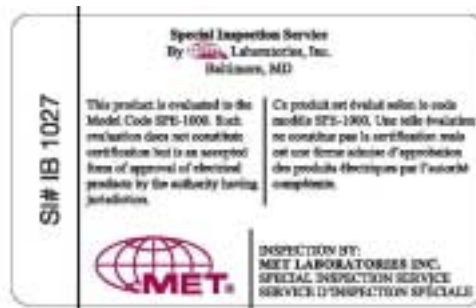 Special Inspection Service
By MET Laboratories, Inc.
Baltimore, MD
SI# IB 1027
This product is evaluated to the
Model Code SPE-1000. Such
evaluation does not constitute
certification but is an accepted
form of approval of electrical
products by the authority having
jurisdiction.
Ce produit est évalué selon le code
modèle SPE-1000. Une telle évaluation
ne constitue pas la certification mais
est une forme admise d'approbation
des produits électriques par l'autorité
compétente.
MET®
INSPECTION BY:
MET LABORATORIES INC.
SPECIAL INSPECTION SERVICE
SERVICE D'INSPECTION SPÉCIALE